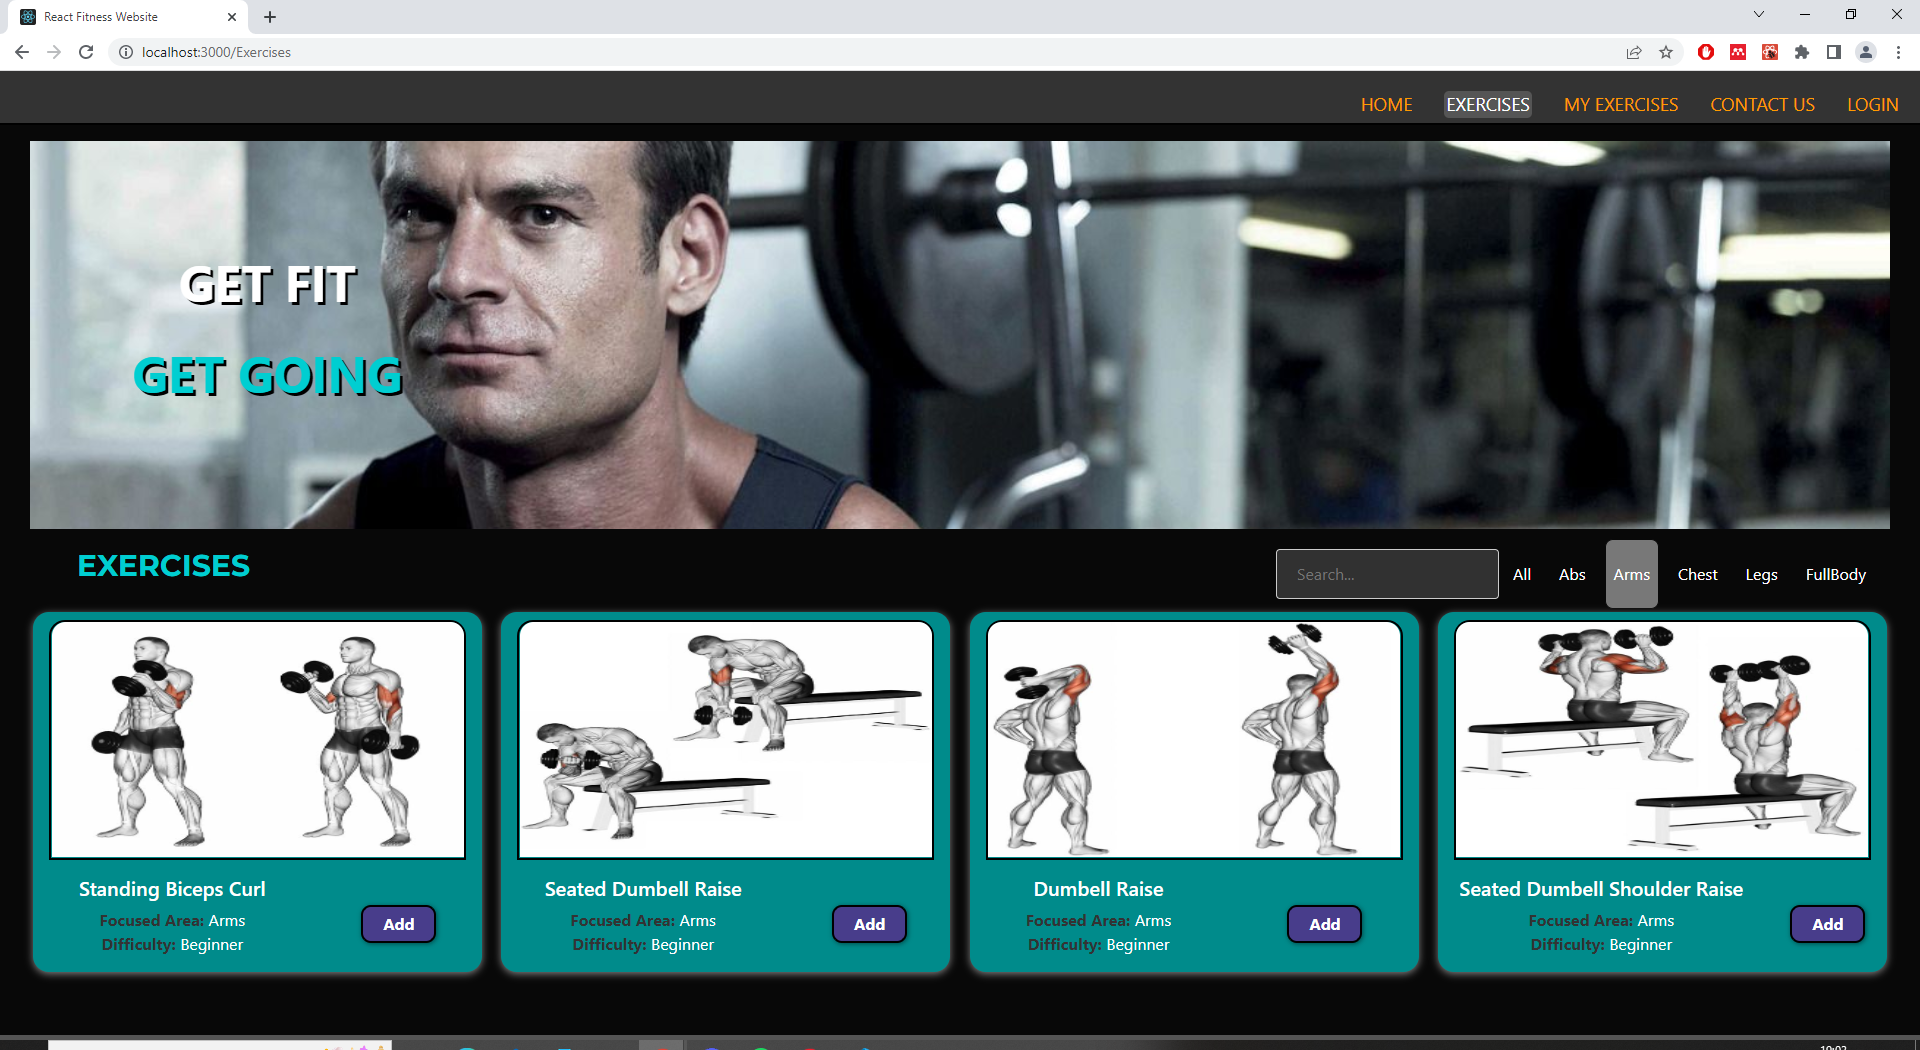 React Fitness Website
localhost:3000/Exercises
HOME EXERCISES MY EXERCISES CONTACT US LOGIN
GET FIT
GET GOING
EXERCISES
Search... All Abs Arms Chest Legs FullBody
Standing Biceps Curl
Focused Area: Arms
Difficulty: Beginner
Add
Seated Dumbell Raise
Focused Area: Arms
Difficulty: Beginner
Add
Dumbell Raise
Focused Area: Arms
Difficulty: Beginner
Add
Seated Dumbell Shoulder Raise
Focused Area: Arms
Difficulty: Beginner
Add